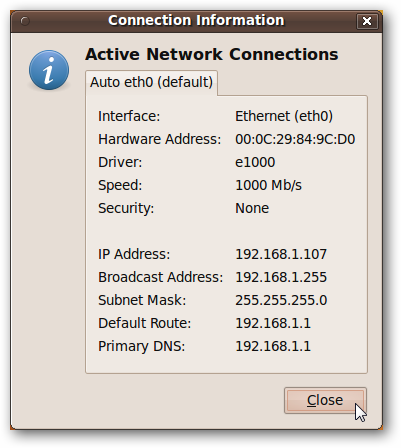 Connection Information
Active Network Connections
Auto eth0 (default)
Interface: Ethernet (eth0)
Hardware Address: 00:0C:29:84:9C:D0
Driver: e1000
Speed: 1000 Mb/s
Security: None
IP Address: 192.168.1.107
Broadcast Address: 192.168.1.255
Subnet Mask: 255.255.255.0
Default Route: 192.168.1.1
Primary DNS: 192.168.1.1
Close